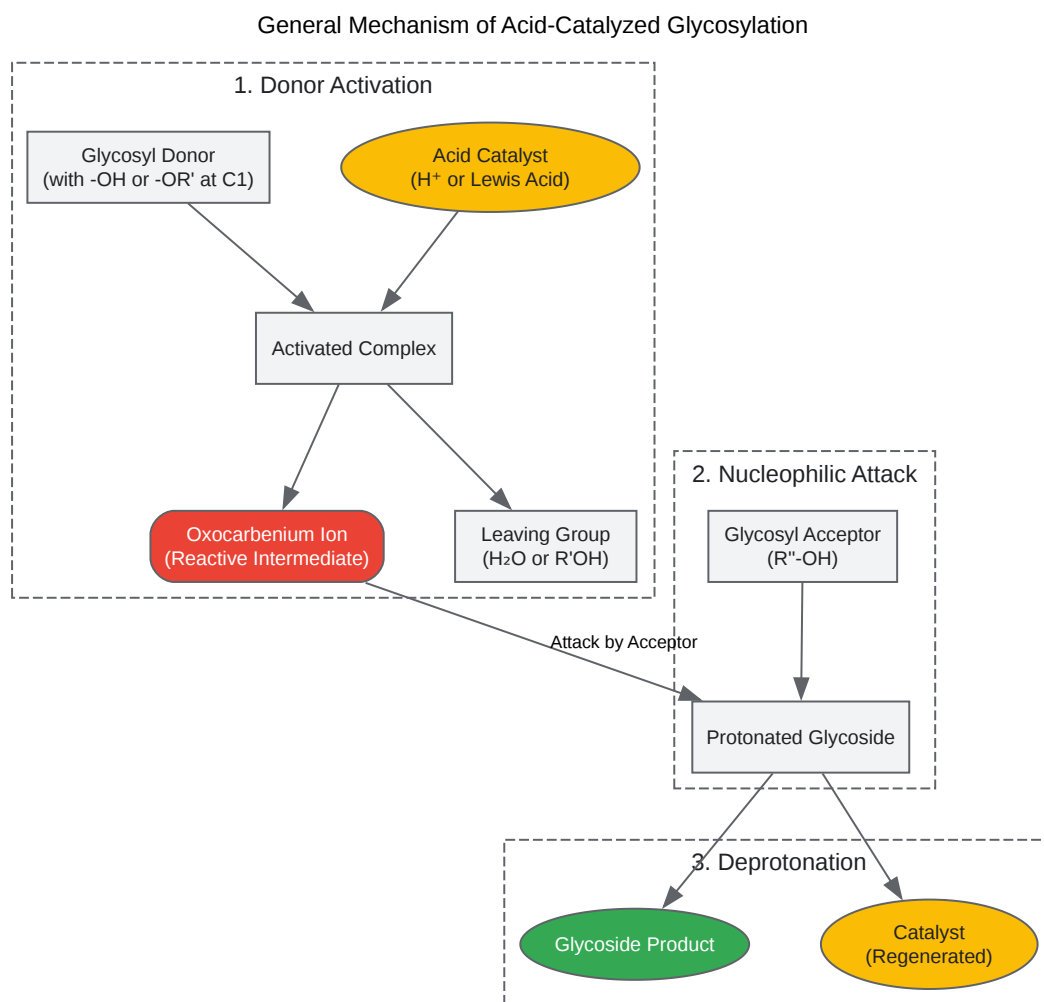 General Mechanism of Acid-Catalyzed Glycosylation
1. Donor Activation
Glycosyl Donor
(with -OH or -OR' at C1)
Acid Catalyst
(H⁺ or Lewis Acid)
Activated Complex
Oxocarbenium Ion
(Reactive Intermediate)
Leaving Group
(H₂O or R'OH)
2. Nucleophilic Attack
Glycosyl Acceptor
(R"-OH)
Attack by Acceptor
Protonated Glycoside
3. Deprotonation
Glycoside Product
Catalyst
(Regenerated)